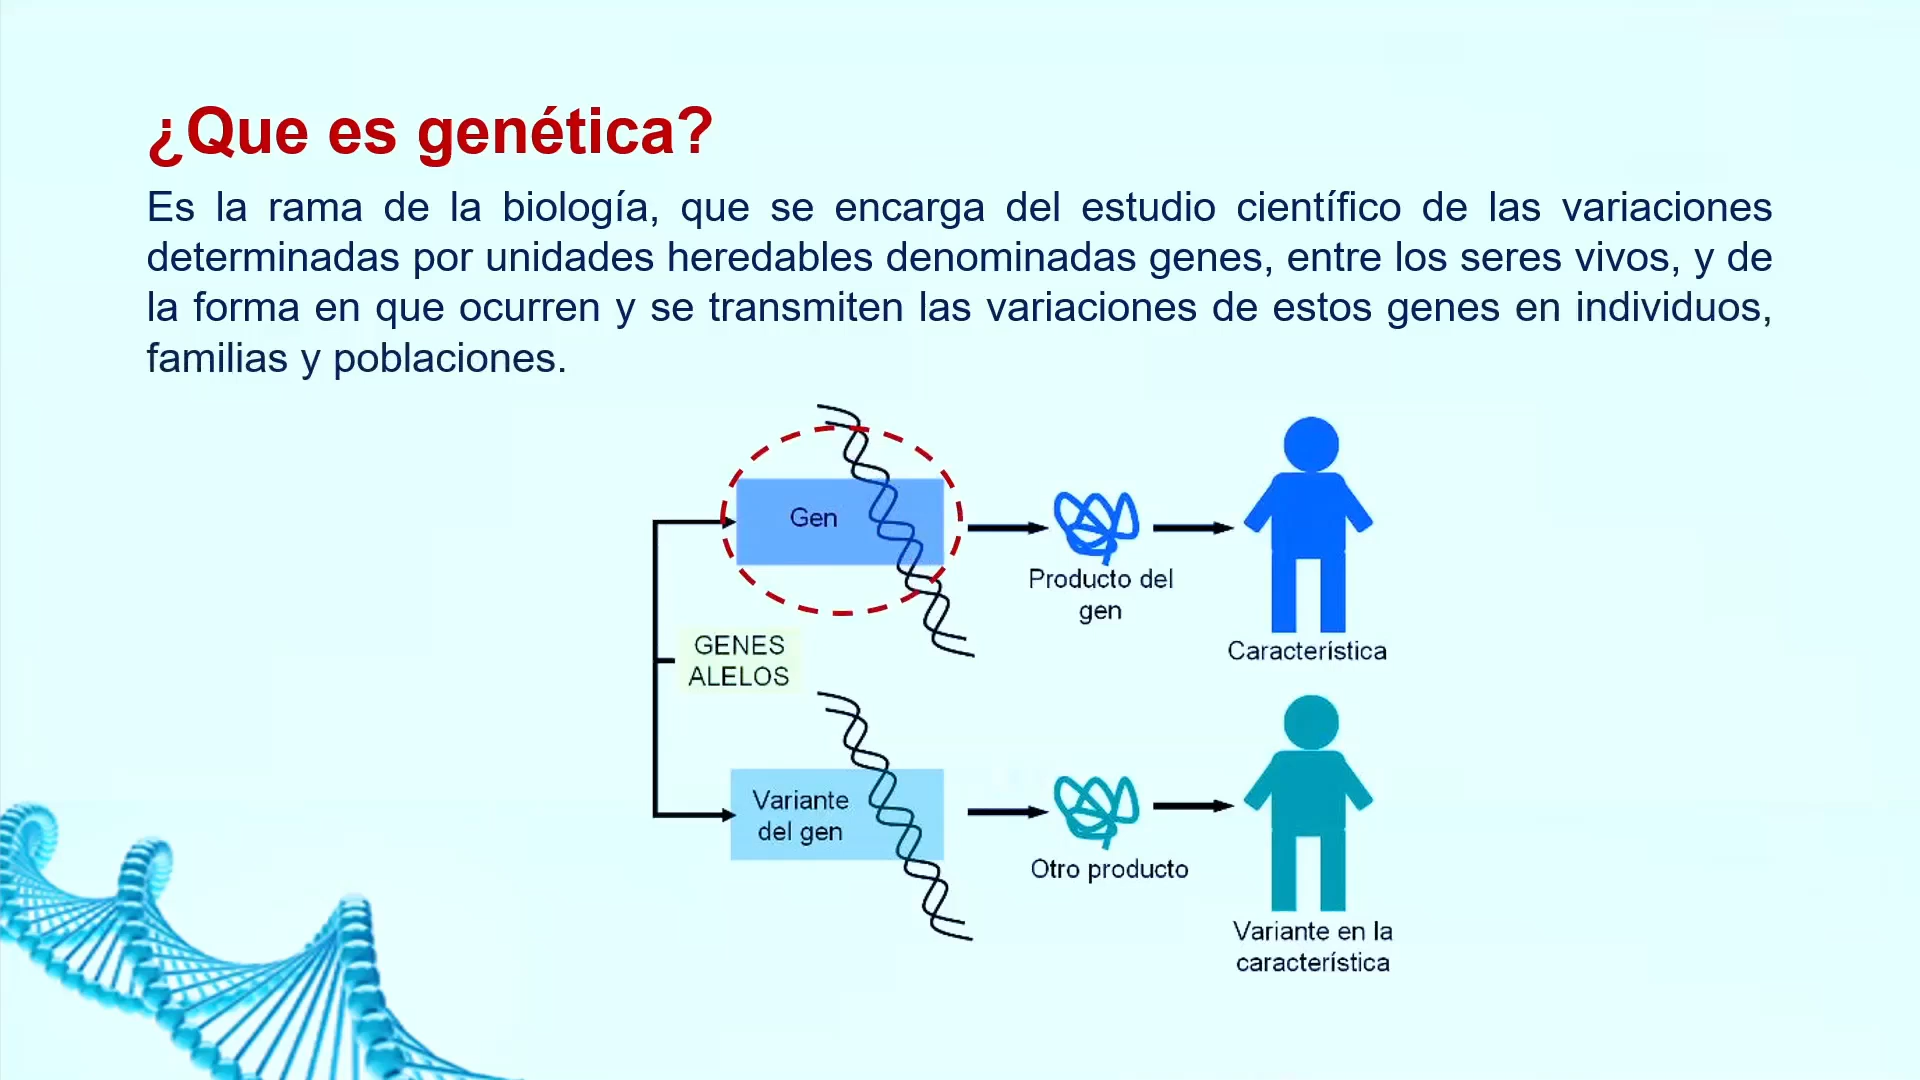 ¿Que es genética?
Es la rama de la biología, que se encarga del estudio científico de las variaciones
determinadas por unidades heredables denominadas genes, entre los seres vivos, y de
la forma en que ocurren y se transmiten las variaciones de estos genes en individuos,
familias y poblaciones.
Gen
Producto del
gen
Característica
GENES
ALELOS
Variante
del gen
Otro producto
Variante en la
característica